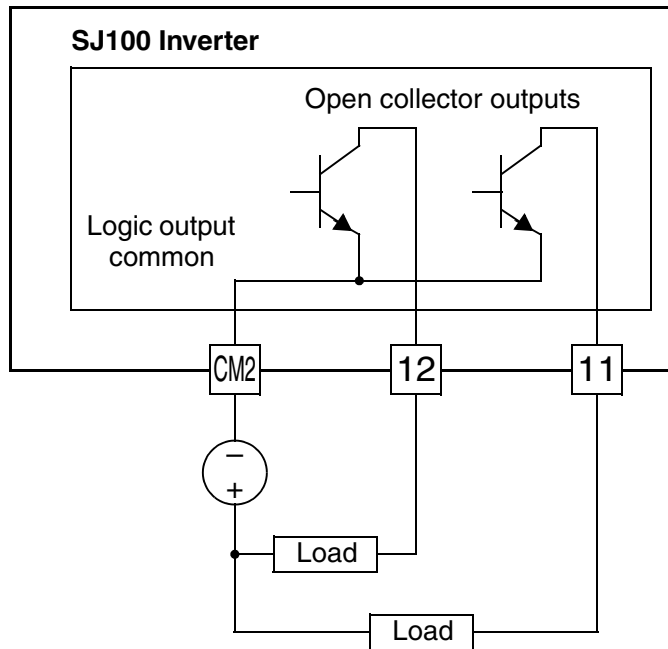 SJ100 Inverter
Open collector outputs
Logic output
common
CM2
12
11
−
+
Load
Load